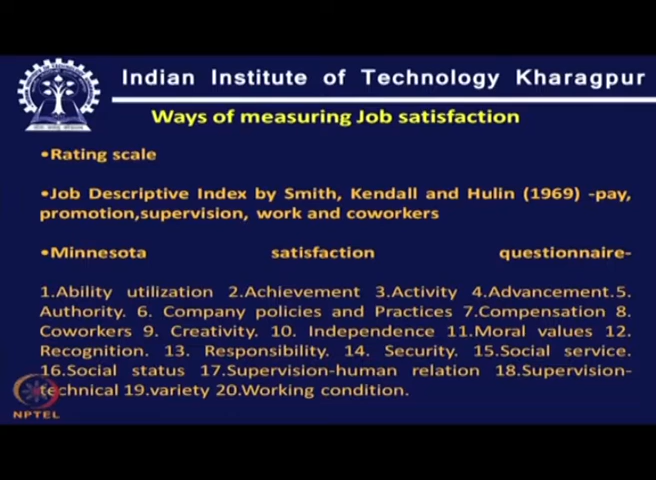 Indian Institute of Technology Kharagpur
Ways of measuring Job satisfaction
•Rating scale
•Job Descriptive Index by Smith, Kendall and Hulin (1969) -pay,
promotion,supervision, work and coworkers
•Minnesota satisfaction questionnaire-
1.Ability utilization 2.Achievement 3.Activity 4.Advancement.5.
Authority. 6. Company policies and Practices 7.Compensation 8.
Coworkers 9. Creativity. 10. Independence 11.Moral values 12.
Recognition. 13. Responsibility. 14. Security. 15.Social service.
16.Social status 17.Supervision-human relation 18.Supervision-
technical 19.variety 20.Working condition.
NPTEL